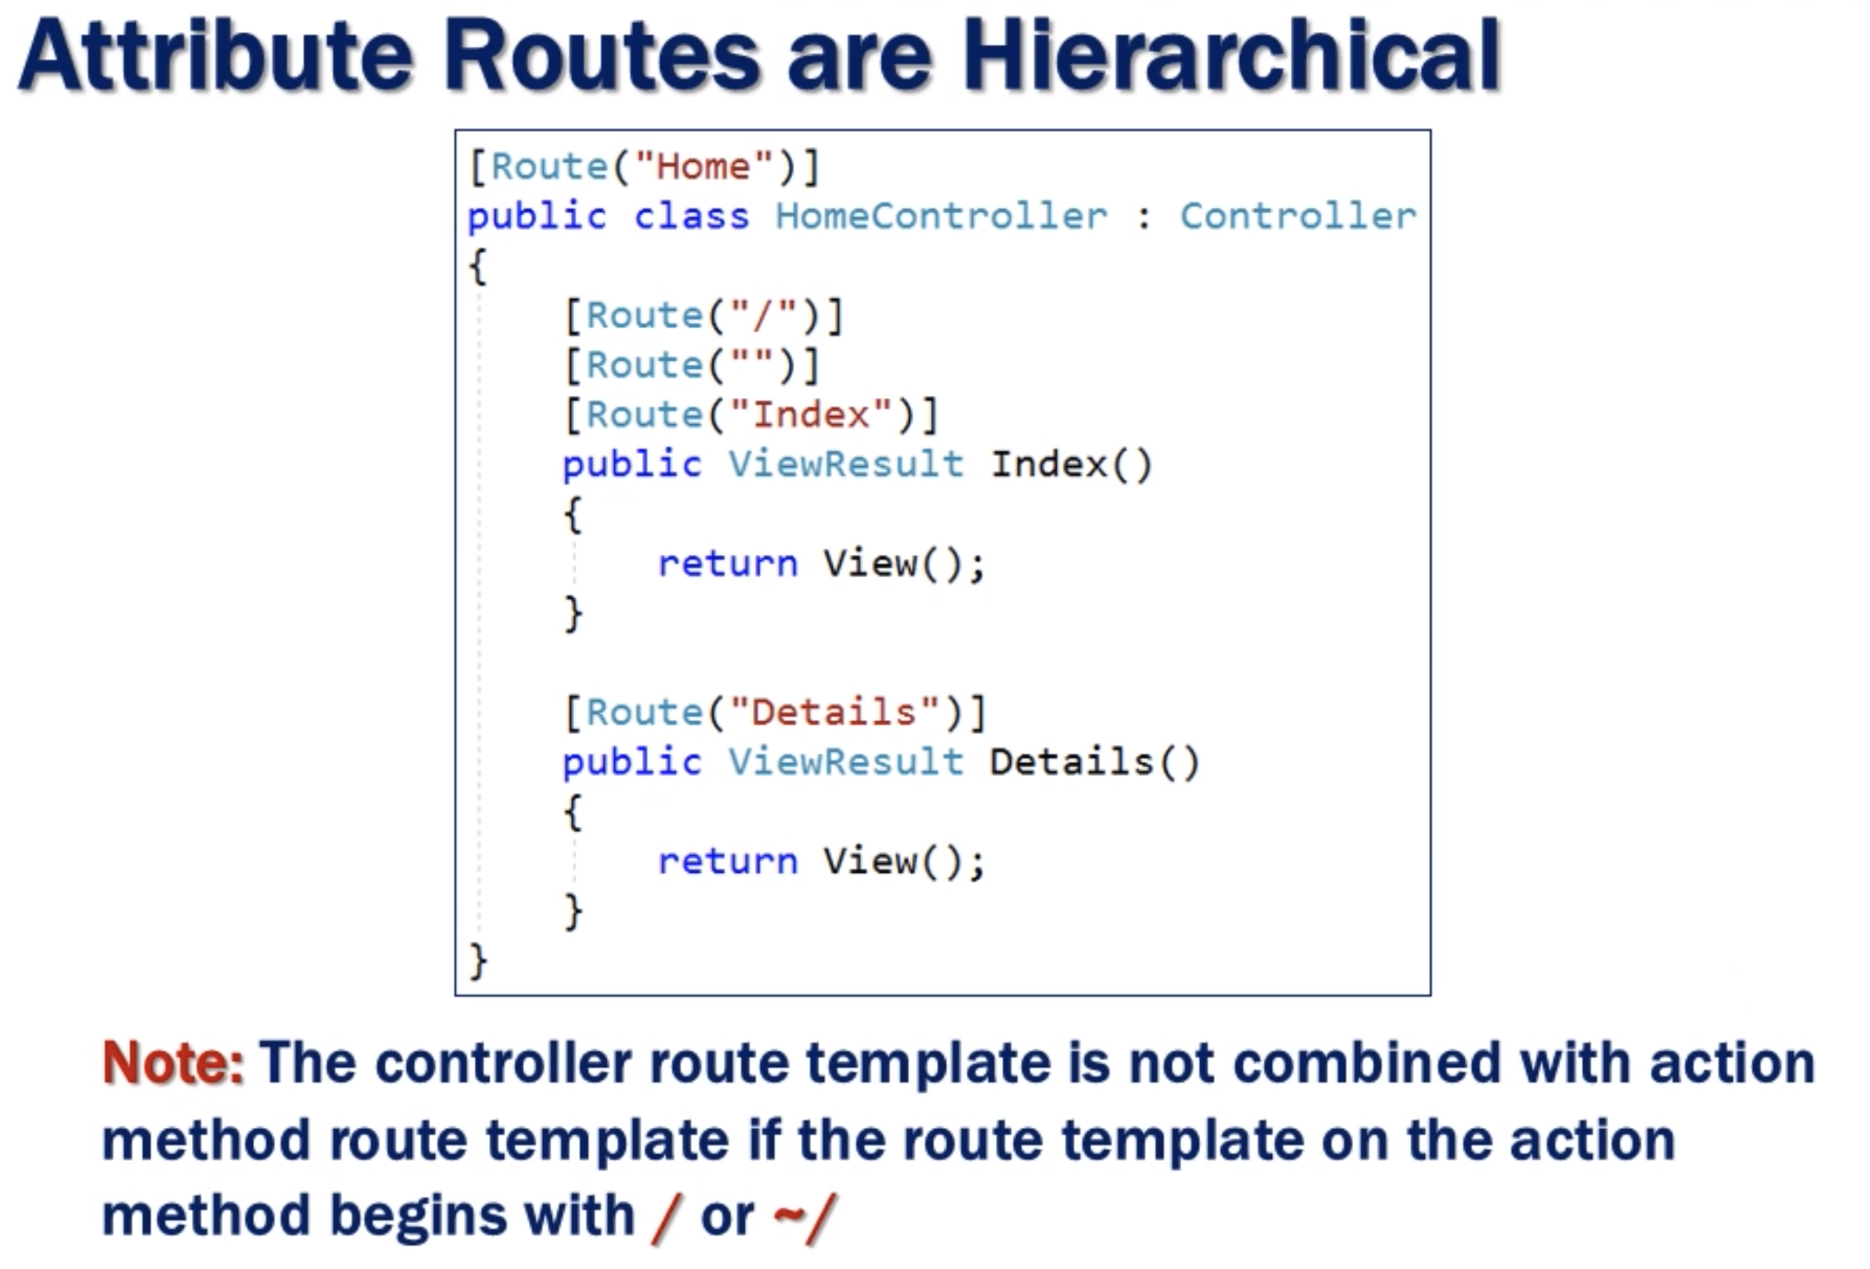 Attribute Routes are Hierarchical
[Route("Home")]
public class HomeController : Controller
{
    [Route("/")]
    [Route("")]
    [Route("Index")]
    public ViewResult Index()
    {
        return View();
    }

    [Route("Details")]
    public ViewResult Details()
    {
        return View();
    }
}
Note: The controller route template is not combined with action
method route template if the route template on the action
method begins with / or ~/